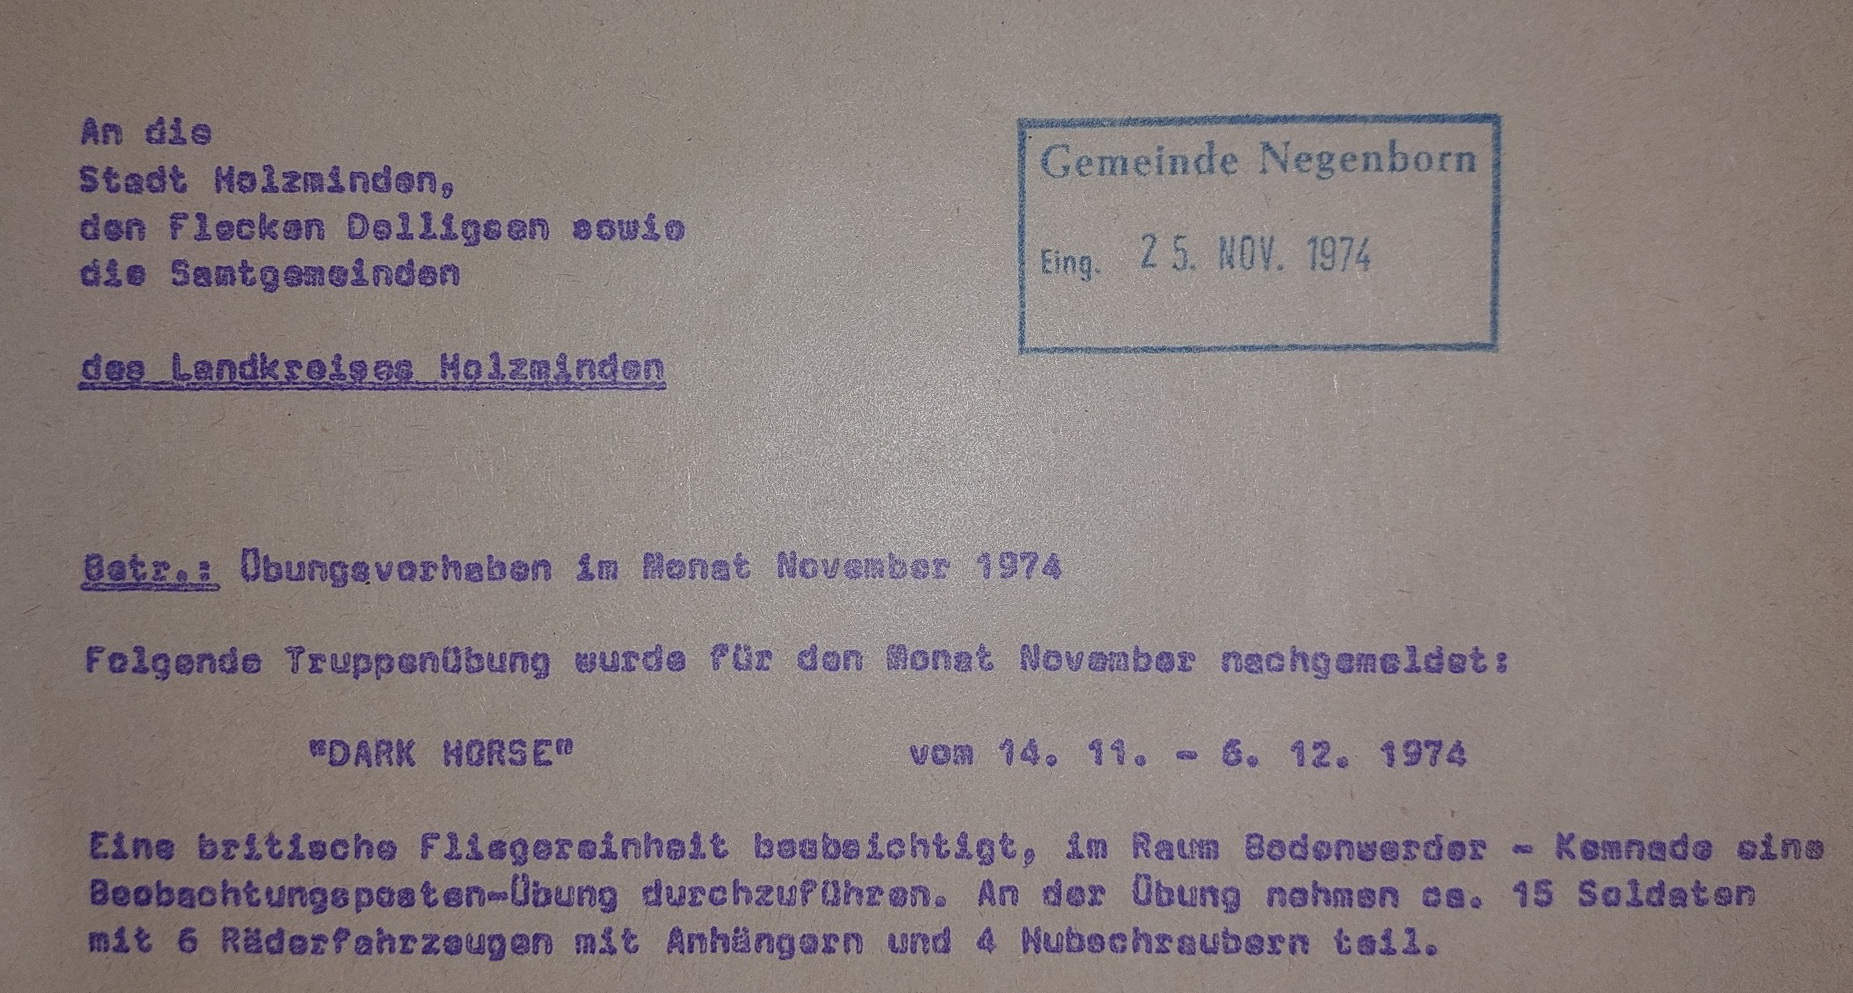 An die
Stadt Holzminden,
den Flecken Delligsen sowie
die Samtgemeinden
des Landkreises Holzminden
Gemeinde Negenborn
Eing. 25. NOV. 1974
Betr.: Übungsvorhaben im Monat November 1974
Folgende Truppenübung wurde für den Monat November nachgemeldet:
"DARK HORSE" vom 14. 11. - 6. 12. 1974
Eine britische Fliegereinheit beabsichtigt, im Raum Bodenwerder - Kemnade eine
Beobachtungsposten-Übung durchzuführen. An der Übung nehmen ca. 15 Soldaten
mit 6 Räderfahrzeugen mit Anhängern und 4 Hubschraubern teil.